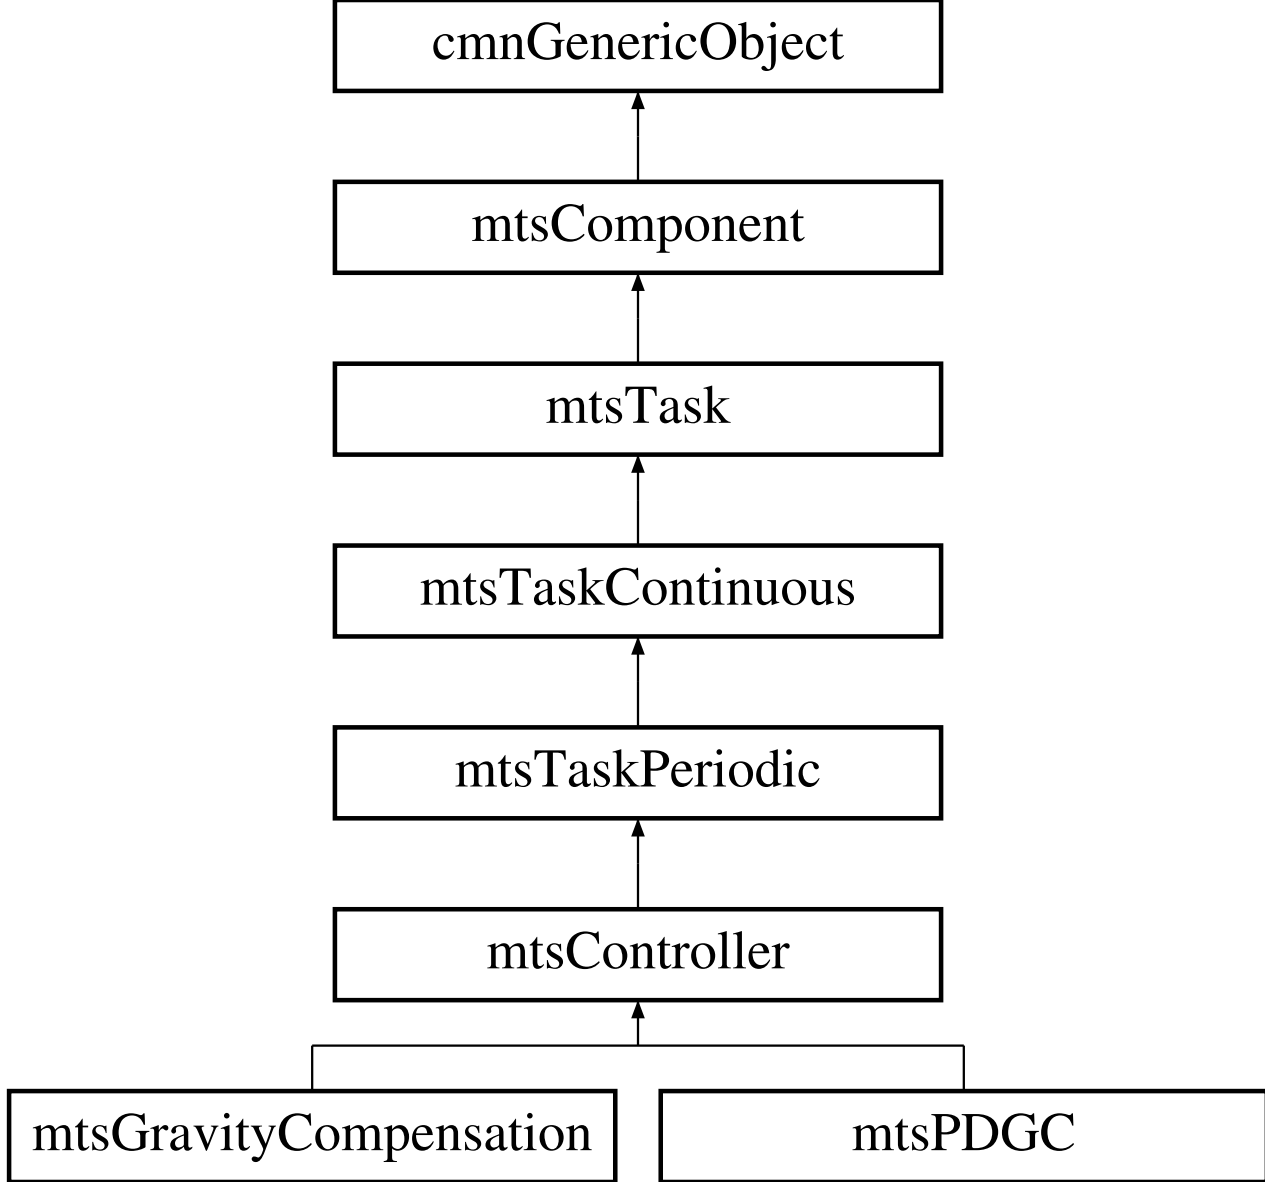 cmnGenericObject
mtsComponent
mtsTask
mtsTaskContinuous
mtsTaskPeriodic
mtsController
mtsGravityCompensation
mtsPDGC